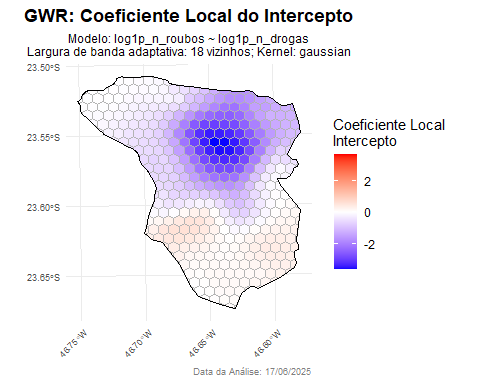 GWR: Coeficiente Local do Intercepto
Modelo: log1p_n_roubos ~ log1p_n_drogas
Largura de banda adaptativa: 18 vizinhos; Kernel: gaussian
23.50°S
23.55°S
23.60°S
23.65°S
46.75°W
46.70°W
46.65°W
46.60°W
Coeficiente Local
Intercepto
2
0
-2
Data da Análise: 17/06/2025